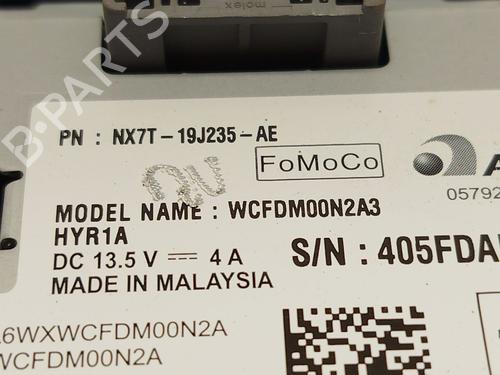 molex
B-PARTS
PN : NX7T-19J235-AE
FoMoCo
MODEL NAME : WCFDM00N2A3
HYR1A
DC 13.5 V ⎓ 4 A
S/N : 405FDA
MADE IN MALAYSIA
05792
6WXWCFDM00N2A
WCFDM00N2A